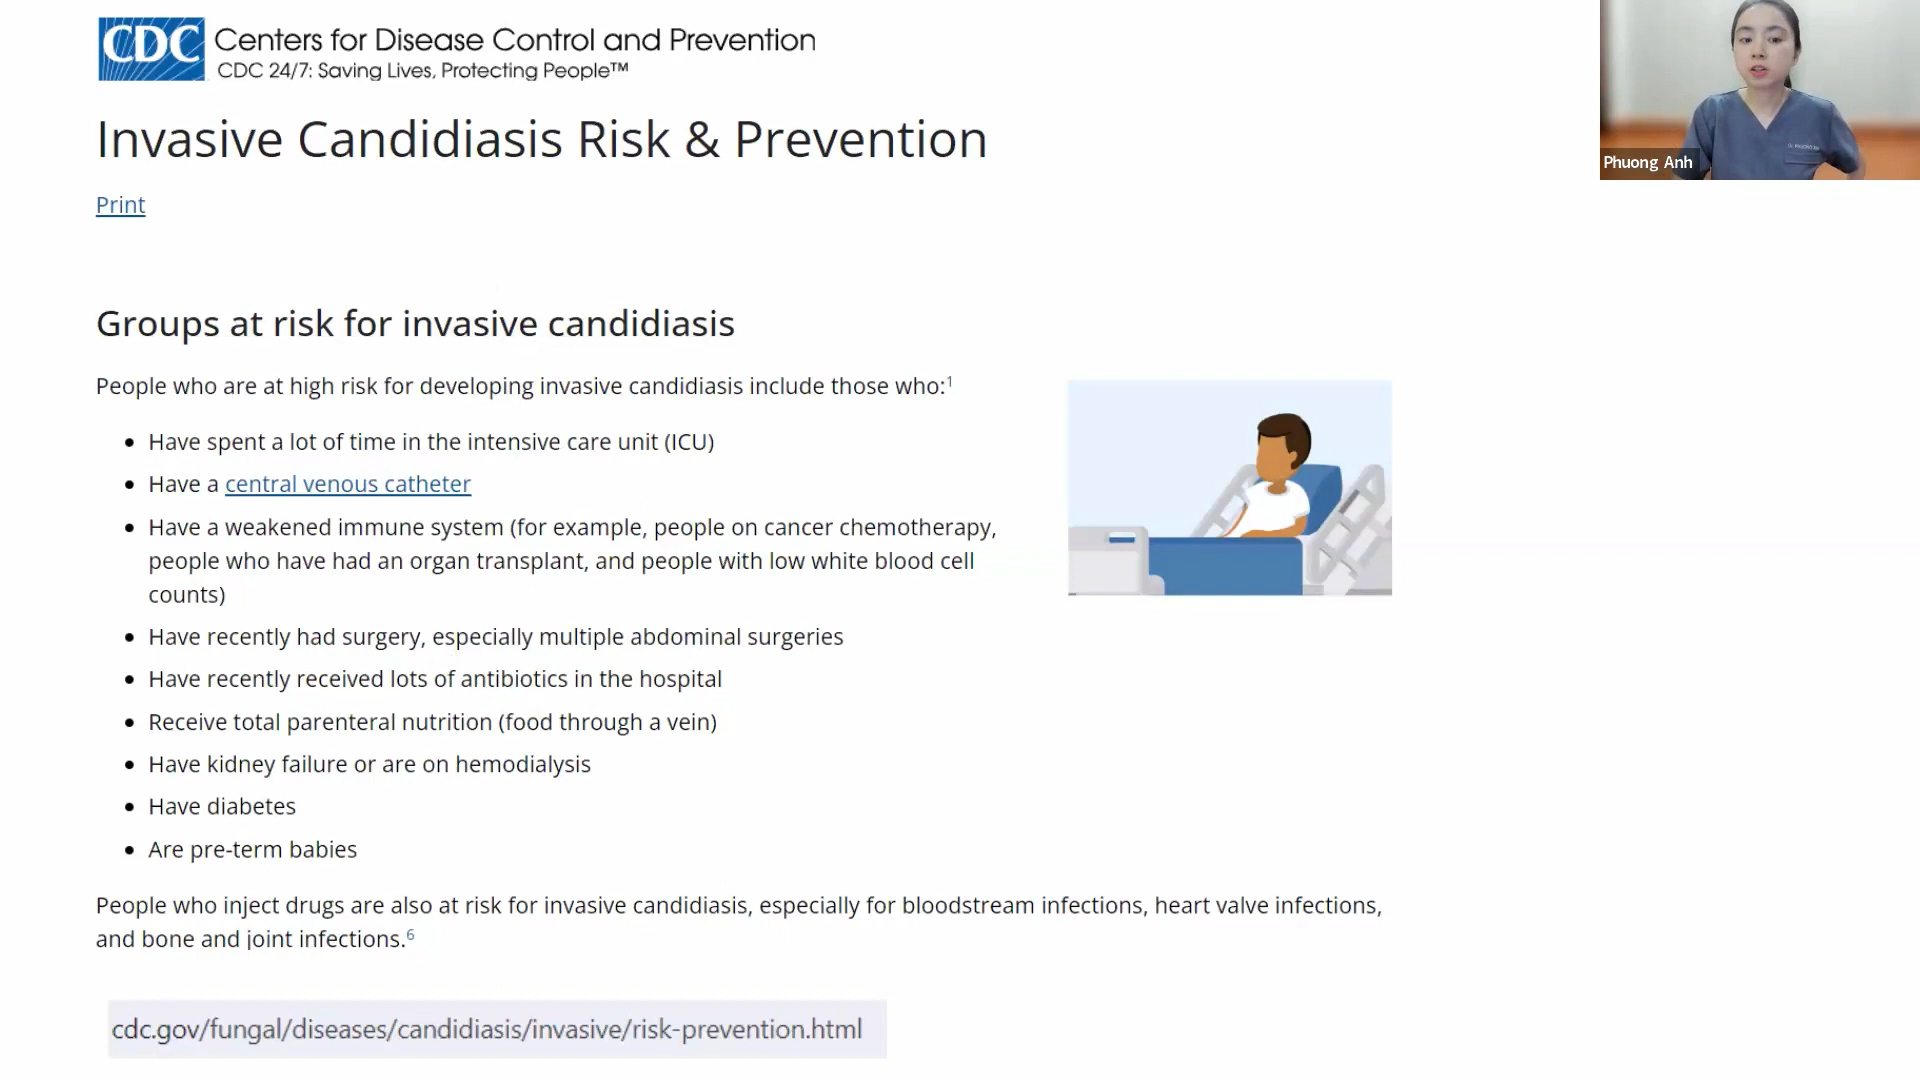 CDC Centers for Disease Control and Prevention
CDC 24/7: Saving Lives, Protecting People™
Phuong Anh
Invasive Candidiasis Risk & Prevention
Print
Groups at risk for invasive candidiasis
People who are at high risk for developing invasive candidiasis include those who:1
• Have spent a lot of time in the intensive care unit (ICU)
• Have a central venous catheter
• Have a weakened immune system (for example, people on cancer chemotherapy,
people who have had an organ transplant, and people with low white blood cell
counts)
• Have recently had surgery, especially multiple abdominal surgeries
• Have recently received lots of antibiotics in the hospital
• Receive total parenteral nutrition (food through a vein)
• Have kidney failure or are on hemodialysis
• Have diabetes
• Are pre-term babies
People who inject drugs are also at risk for invasive candidiasis, especially for bloodstream infections, heart valve infections,
and bone and joint infections.6
cdc.gov/fungal/diseases/candidiasis/invasive/risk-prevention.html